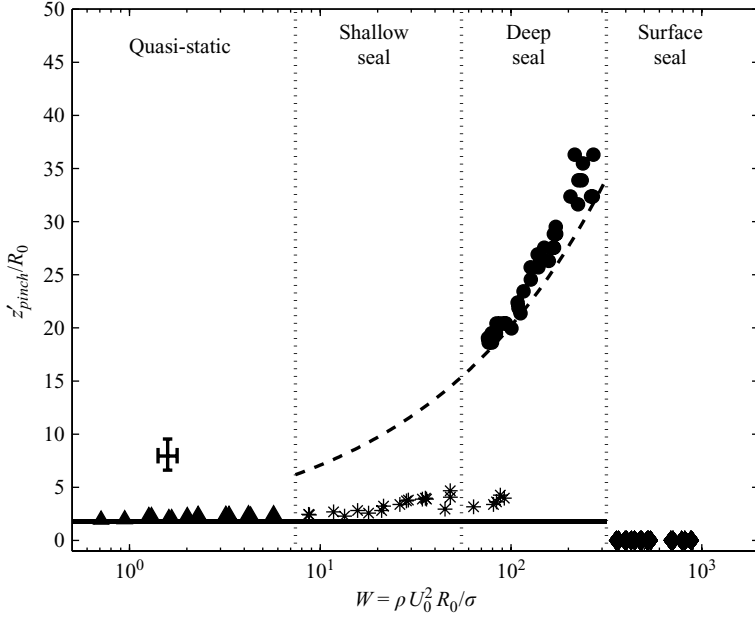 50
45
40
35
30
25
20
15
10
5
0
z′pinch/R0
Quasi-static
Shallow seal
Deep seal
Surface seal
10^0
10^1
10^2
10^3
W = ρ U0^2 R0/σ